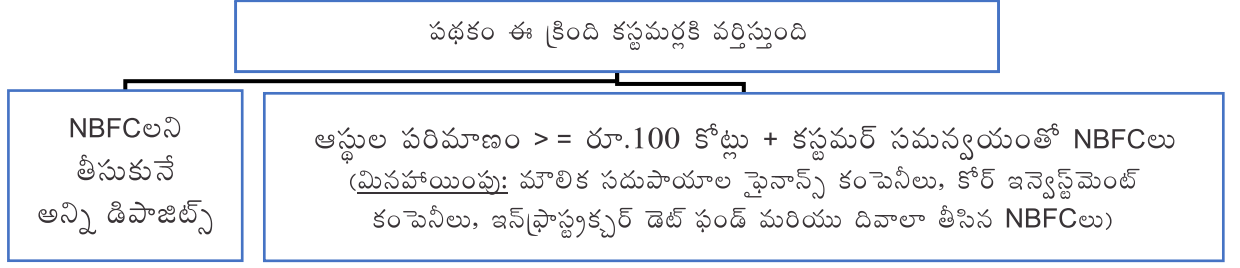 పథకం ఈ క్రింది కస్టమర్లకి వర్తిస్తుంది
NBFCలని
తీసుకునే
అన్ని డిపాజిట్స్
ఆస్థుల పరిమాణం > = రూ.100 కోట్లు + కస్టమర్ సమన్వయంతో NBFCలు
(మినహాయింపు: మౌలిక సదుపాయాల ఫైనాన్స్ కంపెనీలు, కోర్ ఇన్వెస్ట్‌మెంట్
కంపెనీలు, ఇన్‌ఫ్రాస్ట్రక్చర్ డెట్ ఫండ్ మరియు దివాలా తీసిన NBFCలు)